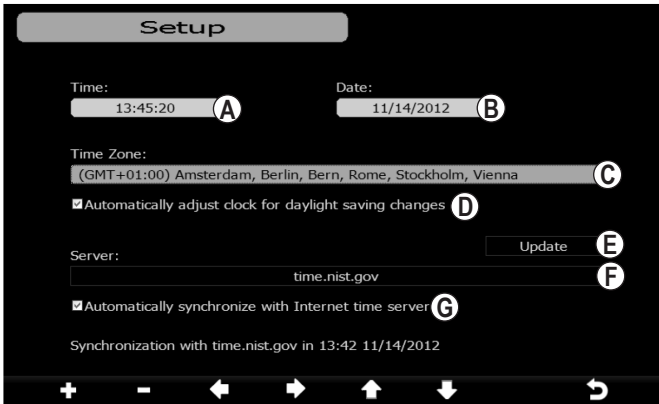 Setup
Time: Date:
13:45:20 A 11/14/2012 B
Time Zone:
(GMT+01:00) Amsterdam, Berlin, Bern, Rome, Stockholm, Vienna C
Automatically adjust clock for daylight saving changes D
Update E
Server:
time.nist.gov F
Automatically synchronize with Internet time server G
Synchronization with time.nist.gov in 13:42 11/14/2012